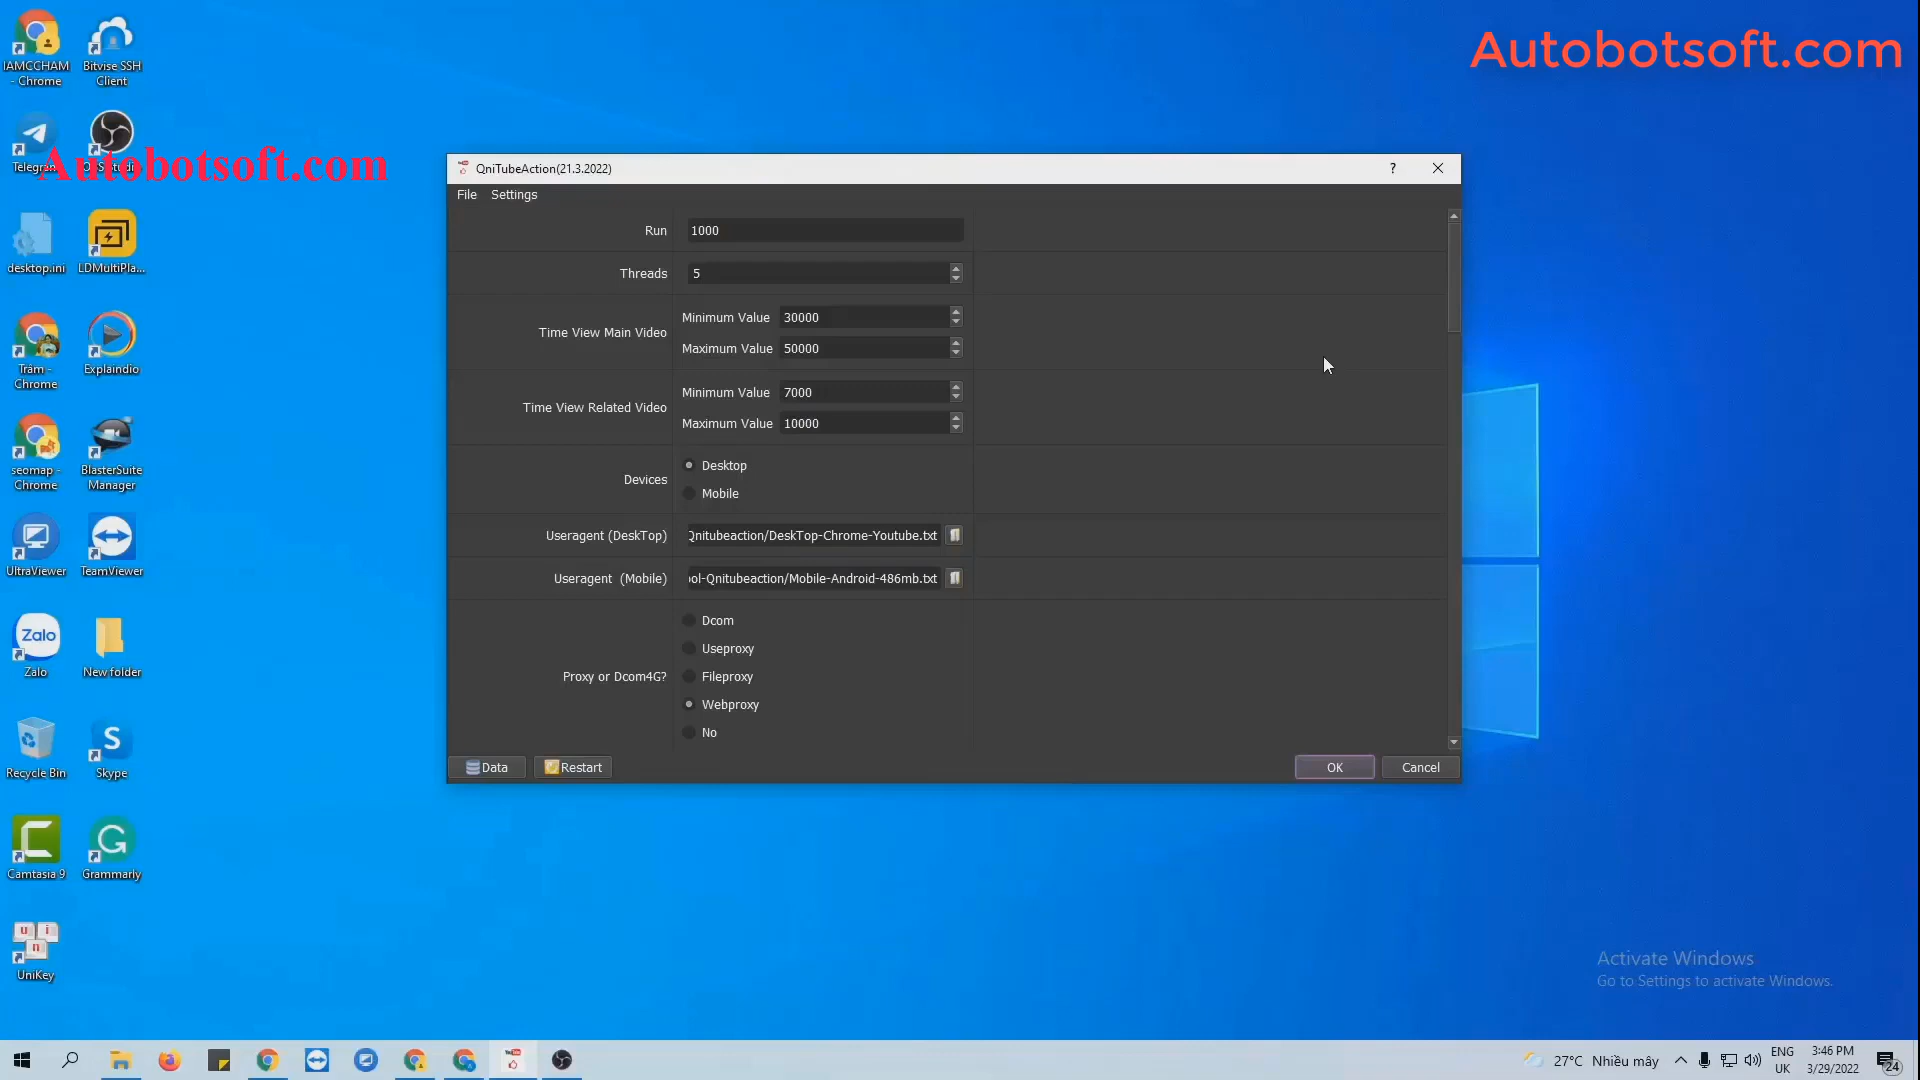 Autobotsoft.com
IAMCCHAM
- Chrome
Bitvise SSH
Client
Autobotsoft.com
desktop.ini
LDMultiPla...
Trâm -
Chrome
Explaindio
seomap -
Chrome
BlasterSuite
Manager
UltraViewer
TeamViewer
Zalo
Zalo
New folder
Recycle Bin
Skype
Camtasia 9
Grammarly
UniKey
QniTubeAction(21.3.2022)
File Settings
Run 1000
Threads 5
Time View Main Video
Minimum Value 30000
Maximum Value 50000
Time View Related Video
Minimum Value 7000
Maximum Value 10000
Devices
Desktop
Mobile
Useragent (DeskTop) Qnitubeaction/DeskTop-Chrome-Youtube.txt
Useragent (Mobile) ol-Qnitubeaction/Mobile-Android-486mb.txt
Proxy or Dcom4G?
Dcom
Useproxy
Fileproxy
Webproxy
No
Data Restart OK Cancel
Activate Windows
Go to Settings to activate Windows.
27°C Nhiều mây
ENG
UK
3:46 PM
3/29/2022
24